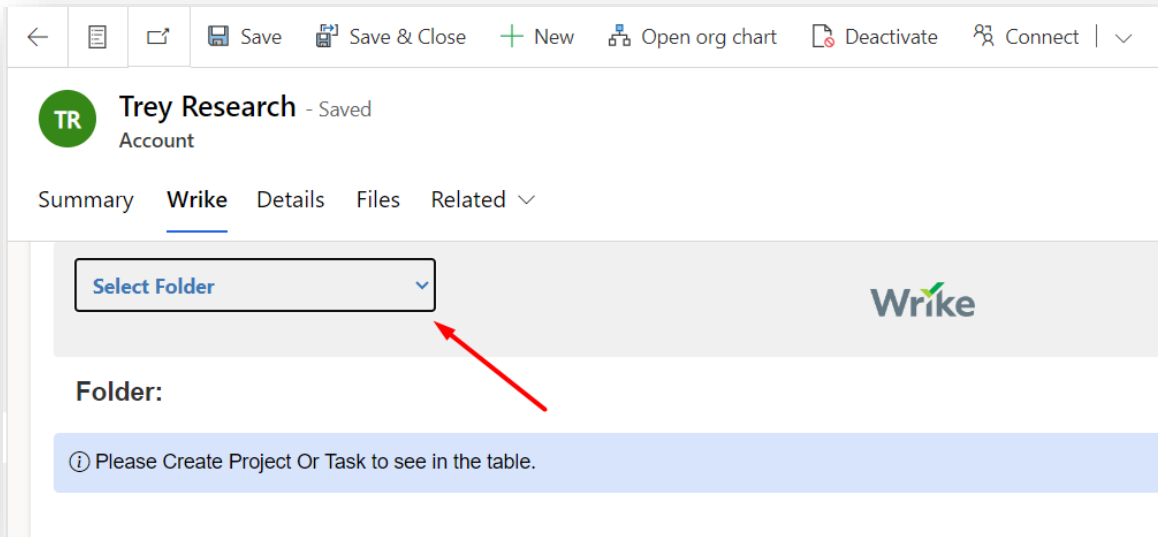 Save Save & Close New Open org chart Deactivate Connect
TR Trey Research - Saved
Account
Summary Wrike Details Files Related
Select Folder
Wrike
Folder:
Please Create Project Or Task to see in the table.